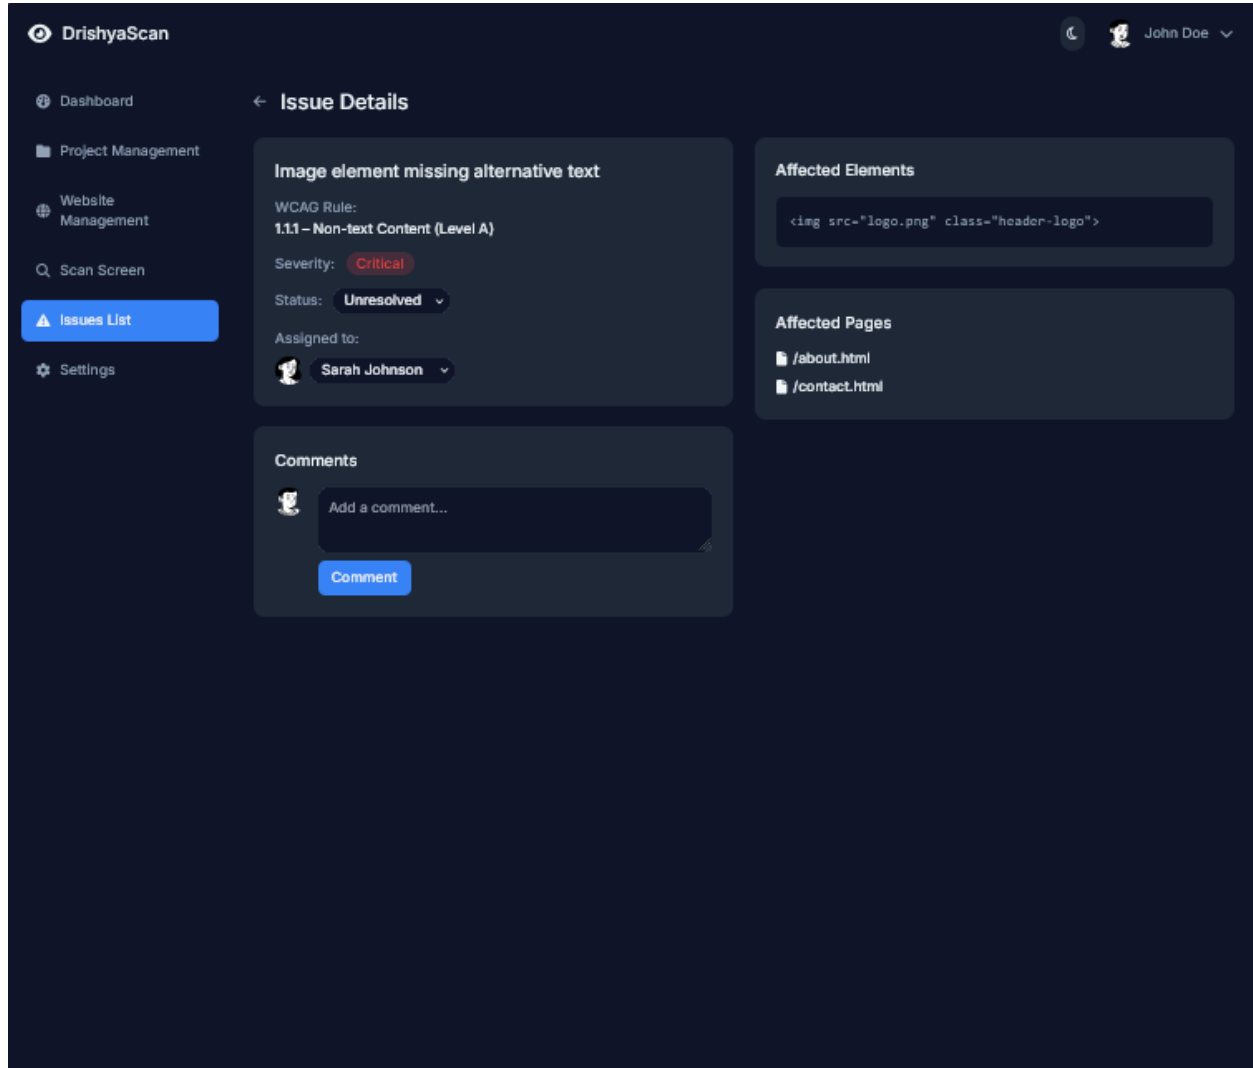 DrishyaScan
John Doe
Dashboard
Project Management
Website
Management
Scan Screen
Issues List
Settings
Issue Details
Image element missing alternative text
WCAG Rule:
1.1.1 – Non-text Content (Level A)
Severity: Critical
Status: Unresolved
Assigned to:
Sarah Johnson
Comments
Add a comment...
Comment
Affected Elements
<img src="logo.png" class="header-logo">
Affected Pages
/about.html
/contact.html